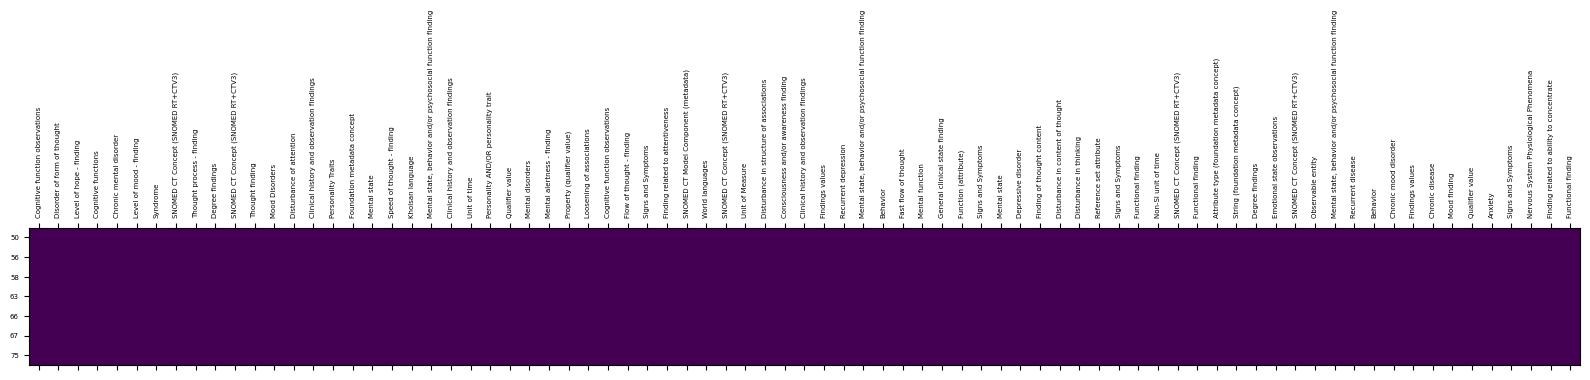 Cognitive function observations
Disorder of form of thought
Level of hope - finding
Cognitive functions
Chronic mental disorder
Level of mood - finding
Syndrome
SNOMED CT Concept (SNOMED RT+CTV3)
Thought process - finding
Degree findings
SNOMED CT Concept (SNOMED RT+CTV3)
Thought finding
Mood Disorders
Disturbance of attention
Clinical history and observation findings
Personality Traits
Foundation metadata concept
Mental state
Speed of thought - finding
Khoisan language
Mental state, behavior and/or psychosocial function finding
Clinical history and observation findings
Unit of time
Personality AND/OR personality trait
Qualifier value
Mental disorders
Mental alertness - finding
Property (qualifier value)
Loosening of associations
Cognitive function observations
Flow of thought - finding
Signs and Symptoms
Finding related to attentiveness
SNOMED CT Model Component (metadata)
World languages
SNOMED CT Concept (SNOMED RT+CTV3)
Unit of Measure
Disturbance in structure of associations
Consciousness and/or awareness finding
Clinical history and observation findings
Findings values
Recurrent depression
Mental state, behavior and/or psychosocial function finding
Behavior
Fast flow of thought
Mental function
General clinical state finding
Function (attribute)
Signs and Symptoms
Mental state
Depressive disorder
Finding of thought content
Disturbance in content of thought
Disturbance in thinking
Reference set attribute
Signs and Symptoms
Functional finding
Non-SI unit of time
SNOMED CT Concept (SNOMED RT+CTV3)
Functional finding
Attribute type (foundation metadata concept)
String (foundation metadata concept)
Degree findings
Emotional state observations
SNOMED CT Concept (SNOMED RT+CTV3)
Observable entity
Mental state, behavior and/or psychosocial function finding
Recurrent disease
Behavior
Chronic mood disorder
Findings values
Chronic disease
Mood finding
Qualifier value
Anxiety
Signs and Symptoms
Nervous System Physiological Phenomena
Finding related to ability to concentrate
Functional finding
50
56
58
63
66
67
75